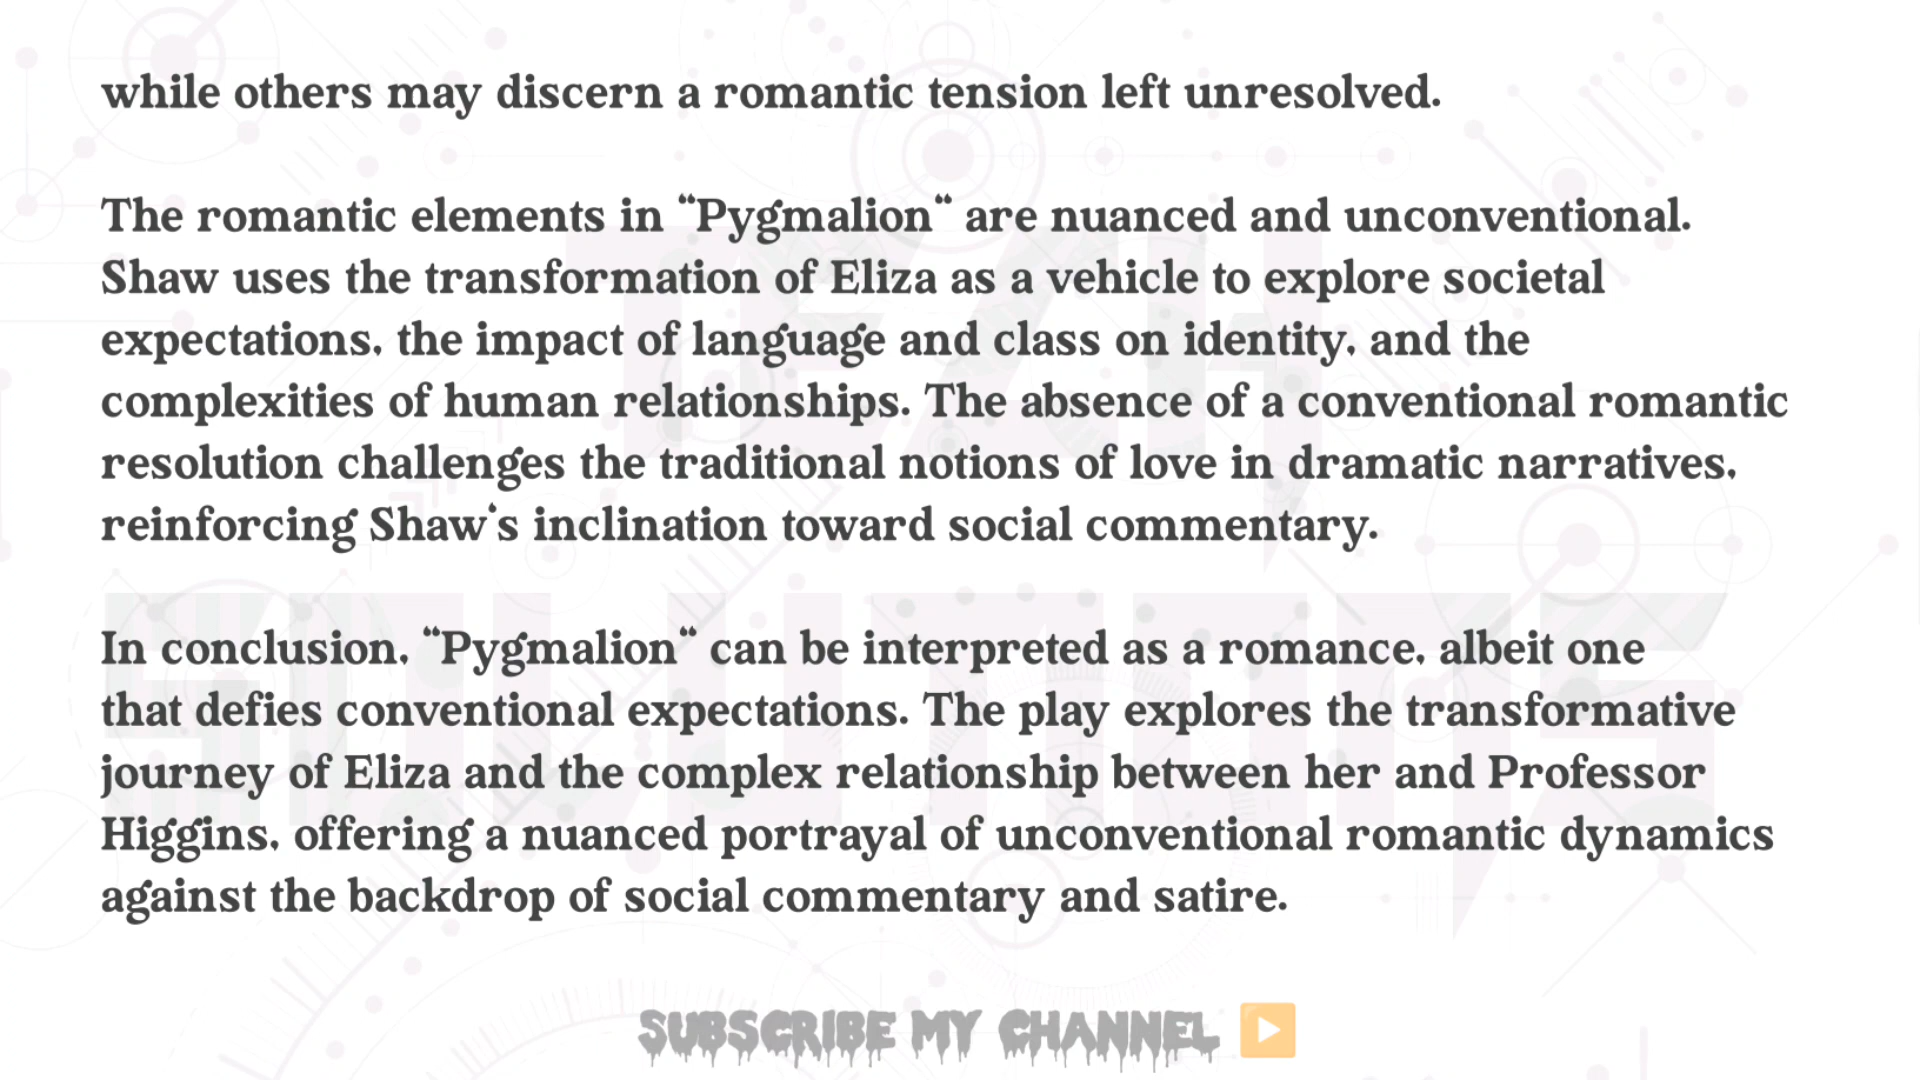 while others may discern a romantic tension left unresolved.
The romantic elements in “Pygmalion“ are nuanced and unconventional.
Shaw uses the transformation of Eliza as a vehicle to explore societal
expectations, the impact of language and class on identity, and the
complexities of human relationships. The absence of a conventional romantic
resolution challenges the traditional notions of love in dramatic narratives,
reinforcing Shaw‘s inclination toward social commentary.
In conclusion, “Pygmalion“ can be interpreted as a romance, albeit one
that defies conventional expectations. The play explores the transformative
journey of Eliza and the complex relationship between her and Professor
Higgins, offering a nuanced portrayal of unconventional romantic dynamics
against the backdrop of social commentary and satire.
SUBSCRIBE MY CHANNEL